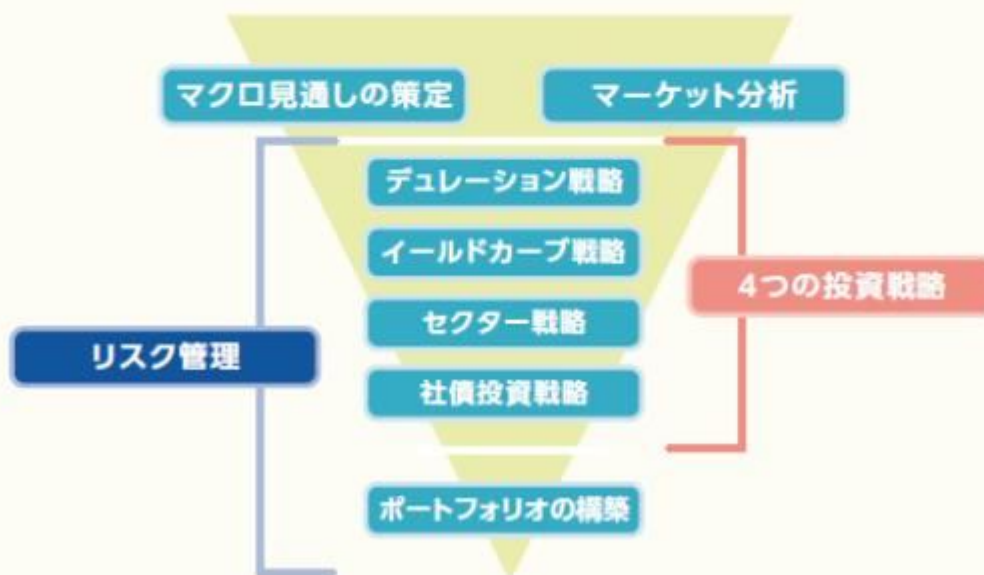 マクロ見通しの策定
マーケット分析
デュレーション戦略
イールドカーブ戦略
4つの投資戦略
セクター戦略
リスク管理
社債投資戦略
ポートフォリオの構築